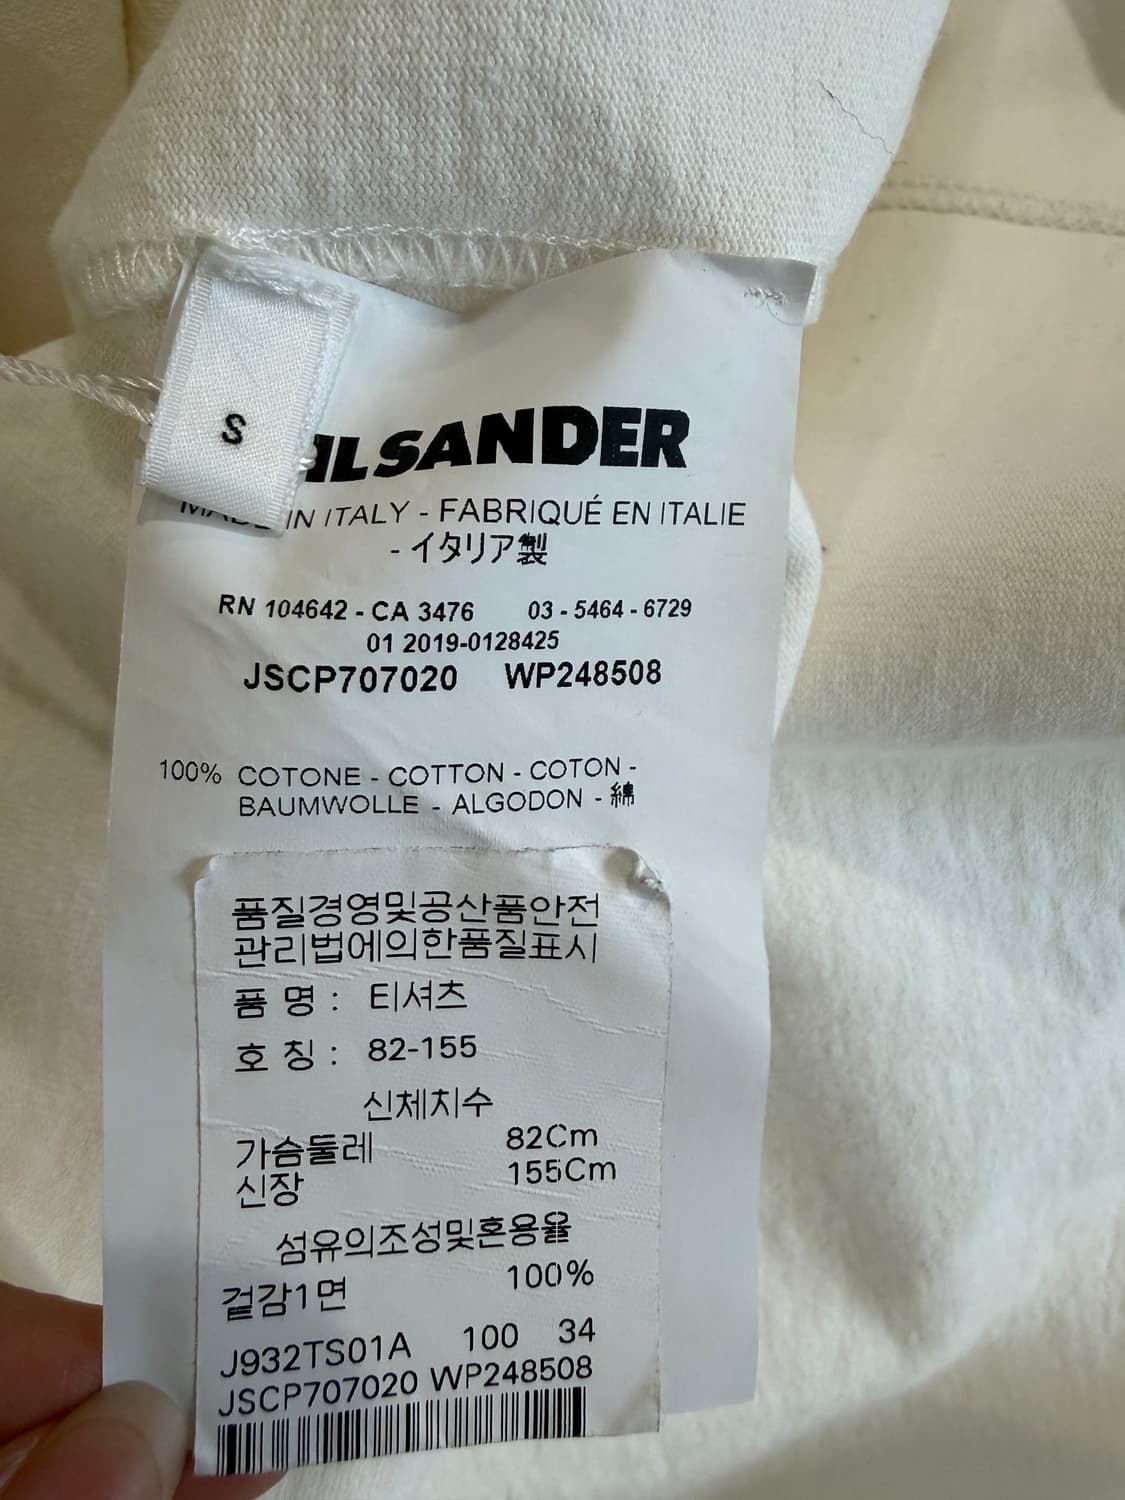 S
JIL SANDER
MADE IN ITALY - FABRIQUÉ EN ITALIE
- イタリア製
RN 104642 - CA 3476 03 - 5464 - 6729
01 2019-0128425
JSCP707020 WP248508
100% COTONE - COTTON - COTON -
BAUMWOLLE - ALGODON - 綿
품질경영및공산품안전
관리법에의한품질표시
품 명 : 티셔츠
호 칭 : 82-155
신체치수
가슴둘레 82Cm
신장 155Cm
섬유의조성및혼용율
겉감1면 100%
J932TS01A 100 34
JSCP707020 WP248508